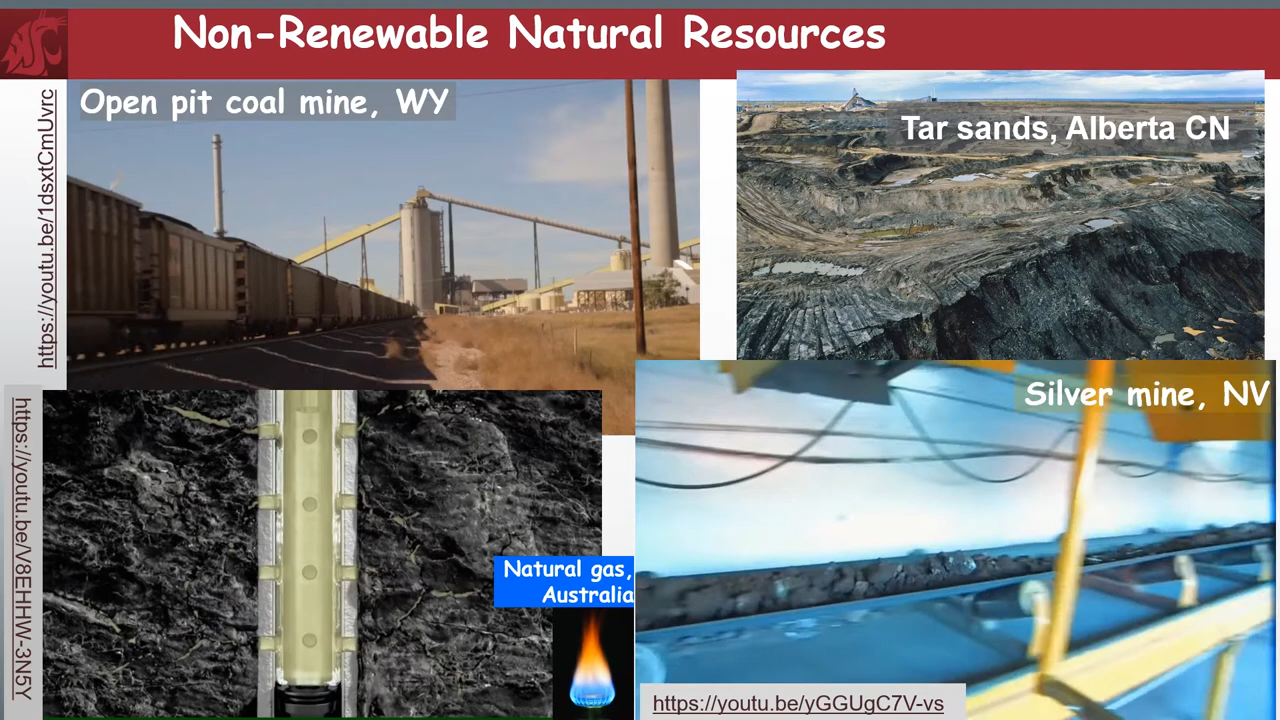 Non-Renewable Natural Resources
Open pit coal mine, WY
https://youtu.be/1dsxtCmUvrc
Tar sands, Alberta CN
https://youtu.be/V8EHHW-3N5Y
Natural gas,
Australia
Silver mine, NV
https://youtu.be/yGGUgC7V-vs